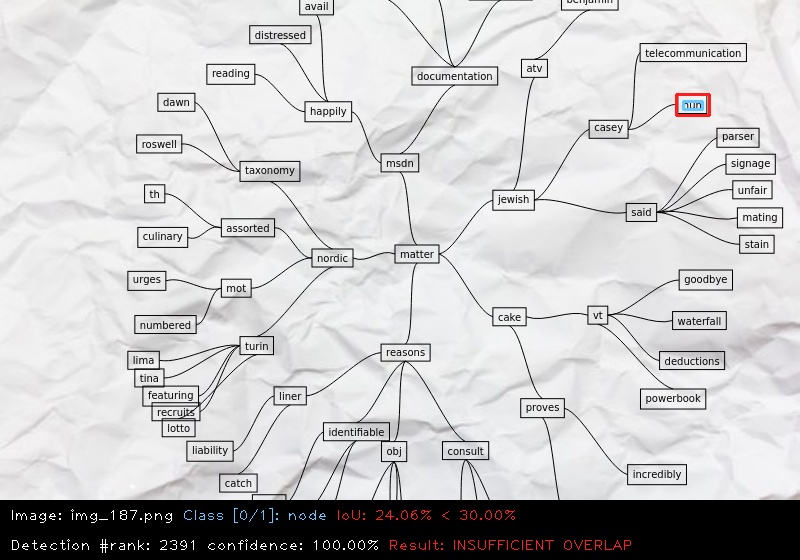 avail
benjamin
distressed
telecommunication
reading
documentation
atv
dawn
happily
casey
parser
roswell
msdn
signage
taxonomy
unfair
th
jewish
said
mating
assorted
culinary
stain
nordic
matter
urges
mot
goodbye
numbered
cake
vt
waterfall
turin
reasons
lima
deductions
tina
featuring
liner
powerbook
recruits
proves
lotto
identifiable
liability
obj
consult
incredibly
catch
Image: img_187.png Class [0/1]: node IoU: 24.06% < 30.00%
Detection #rank: 2391 confidence: 100.00% Result: INSUFFICIENT OVERLAP